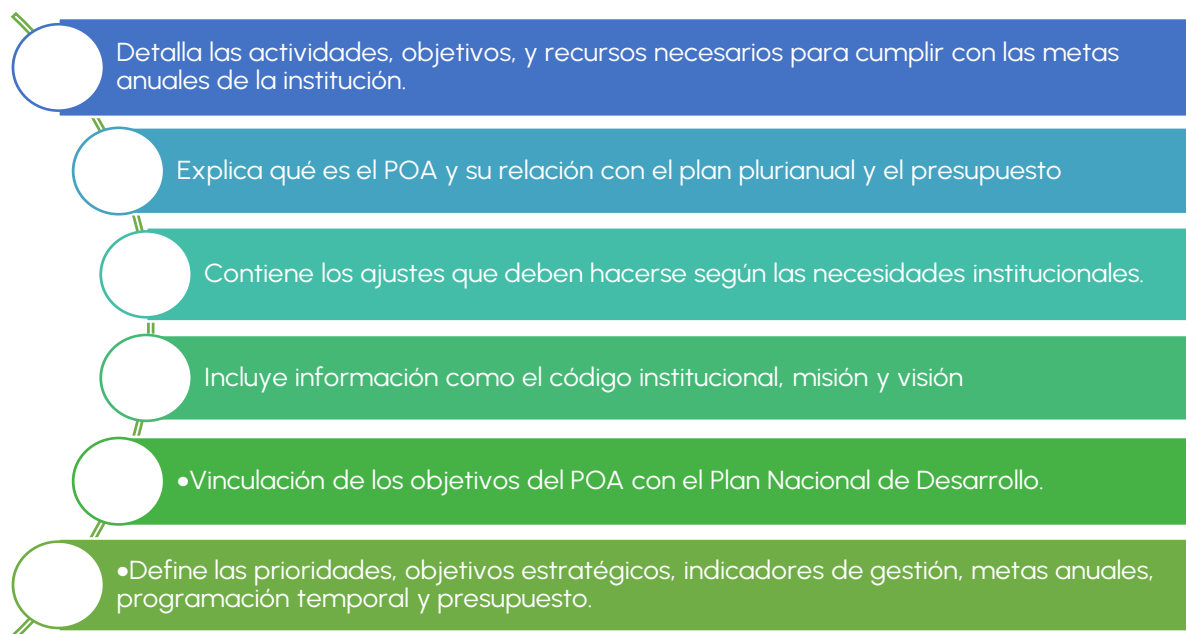 Detalla las actividades, objetivos, y recursos necesarios para cumplir con las metas
anuales de la institución.
Explica qué es el POA y su relación con el plan plurianual y el presupuesto
Contiene los ajustes que deben hacerse según las necesidades institucionales.
Incluye información como el código institucional, misión y visión
•Vinculación de los objetivos del POA con el Plan Nacional de Desarrollo.
•Define las prioridades, objetivos estratégicos, indicadores de gestión, metas anuales,
programación temporal y presupuesto.